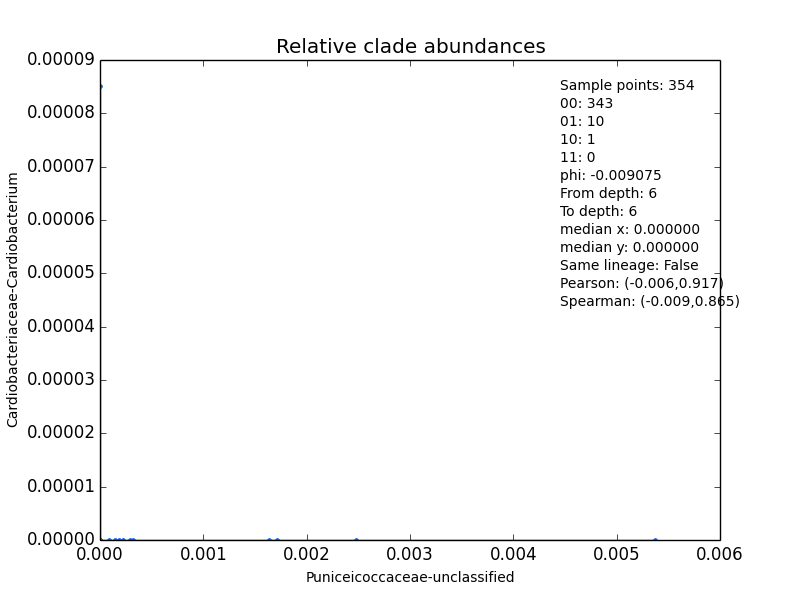 Relative clade abundances
0.00009
0.00008
0.00007
0.00006
0.00005
0.00004
0.00003
0.00002
0.00001
0.00000
Cardiobacteriaceae-Cardiobacterium
Sample points: 354
00: 343
01: 10
10: 1
11: 0
phi: -0.009075
From depth: 6
To depth: 6
median x: 0.000000
median y: 0.000000
Same lineage: False
Pearson: (-0.006,0.917)
Spearman: (-0.009,0.865)
0.000 0.001 0.002 0.003 0.004 0.005 0.006
Puniceicoccaceae-unclassified